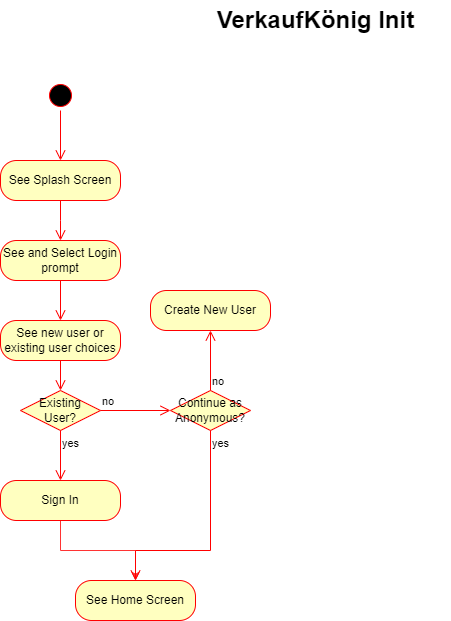 VerkaufKönig Init
See Splash Screen
See and Select Login
prompt
Create New User
See new user or
existing user choices
no
Existing
User?
no
Continue as
Anonymous?
yes
yes
Sign In
See Home Screen